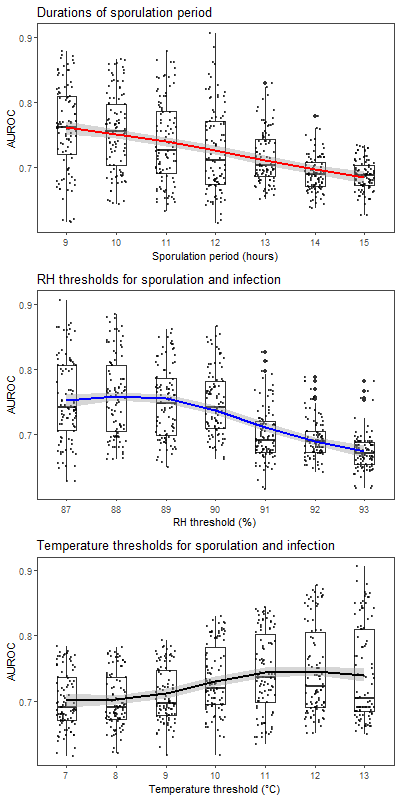 Durations of sporulation period
0.9
0.8
0.7
AUROC
9 10 11 12 13 14 15
Sporulation period (hours)
RH thresholds for sporulation and infection
0.9
0.8
0.7
AUROC
87 88 89 90 91 92 93
RH threshold (%)
Temperature thresholds for sporulation and infection
0.9
0.8
0.7
AUROC
7 8 9 10 11 12 13
Temperature threshold (°C)